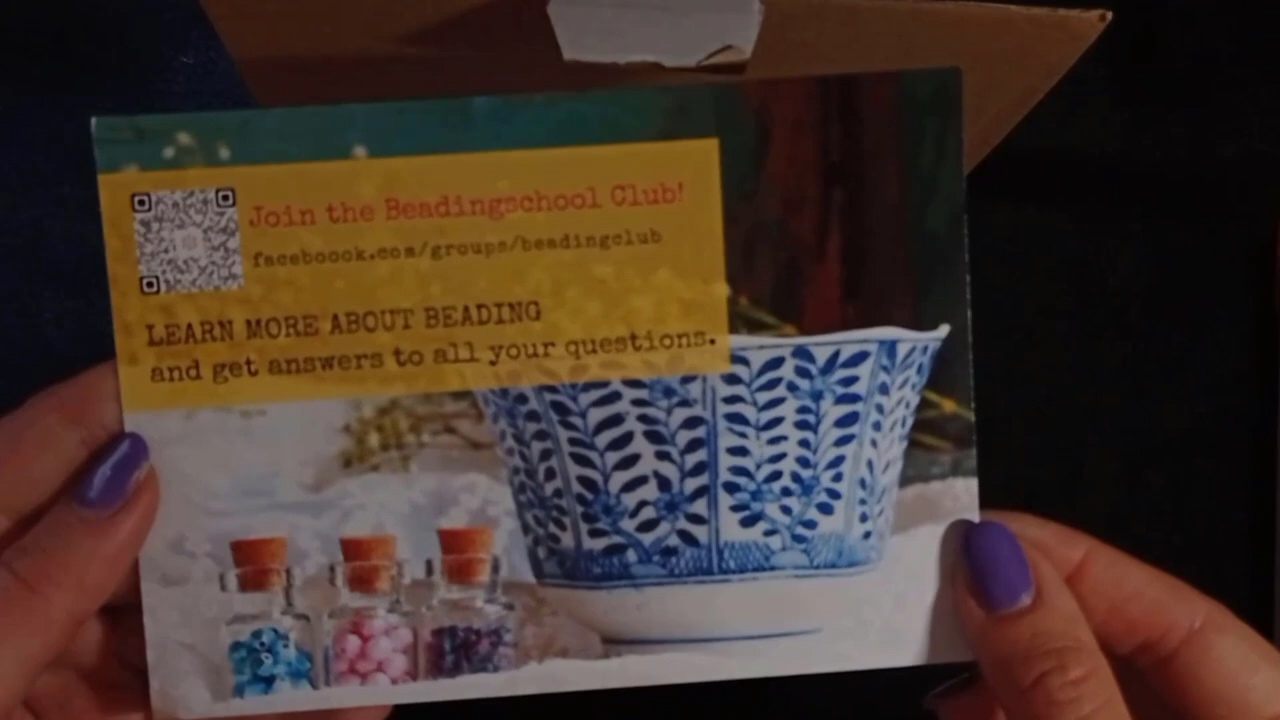 Join the Beadingschool Club!
faceboook.com/groups/beadingclub
LEARN MORE ABOUT BEADING
and get answers to all your questions.